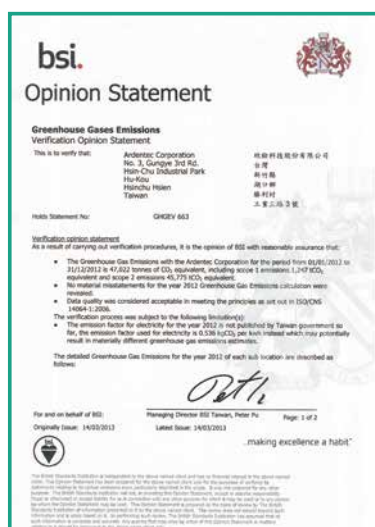 bsi.
Opinion Statement
Greenhouse Gases Emissions
Verification Opinion Statement
This is to verify that:
Ardentec Corporation
No. 3, Gungye 3rd Rd.
Hsin-Chu Industrial Park
Hu-Kou
Hsinchu Hsien
Taiwan
欣銓科技股份有限公司
台灣
新竹縣
湖口鄉
勝利村
工業三路 3 號
Holds Statement No: GHGEV 663
Verification opinion statement
As a result of carrying out verification procedures, it is the opinion of BSI with reasonable assurance that:
• The Greenhouse Gas Emissions with the Ardentec Corporation for the period from 01/01/2012 to
31/12/2012 is 47,022 tonnes of CO₂ equivalent, including scope 1 emissions 1,247 tCO₂
equivalent and scope 2 emissions 45,775 tCO₂ equivalent.
• No material misstatements for the year 2012 Greenhouse Gas Emissions calculation were
revealed.
• Data quality was considered acceptable in meeting the principles as set out in ISO/CNS
14064-1:2006.
The verification process was subject to the following limitation(s):
• The emission factor for electricity for the year 2012 is not published by Taiwan government so
far, the emission factor used for electricity is 0.536 kgCO₂ per kwh instead which may potentially
result in materially different greenhouse gas emissions estimates.
The detailed Greenhouse Gas Emissions for the year 2012 of each sub location are described as
follows:
For and on behalf of BSI:
Managing Director BSI Taiwan, Peter Pu
Page: 1 of 2
Originally Issue: 14/03/2013
Latest Issue: 14/03/2013
...making excellence a habit™